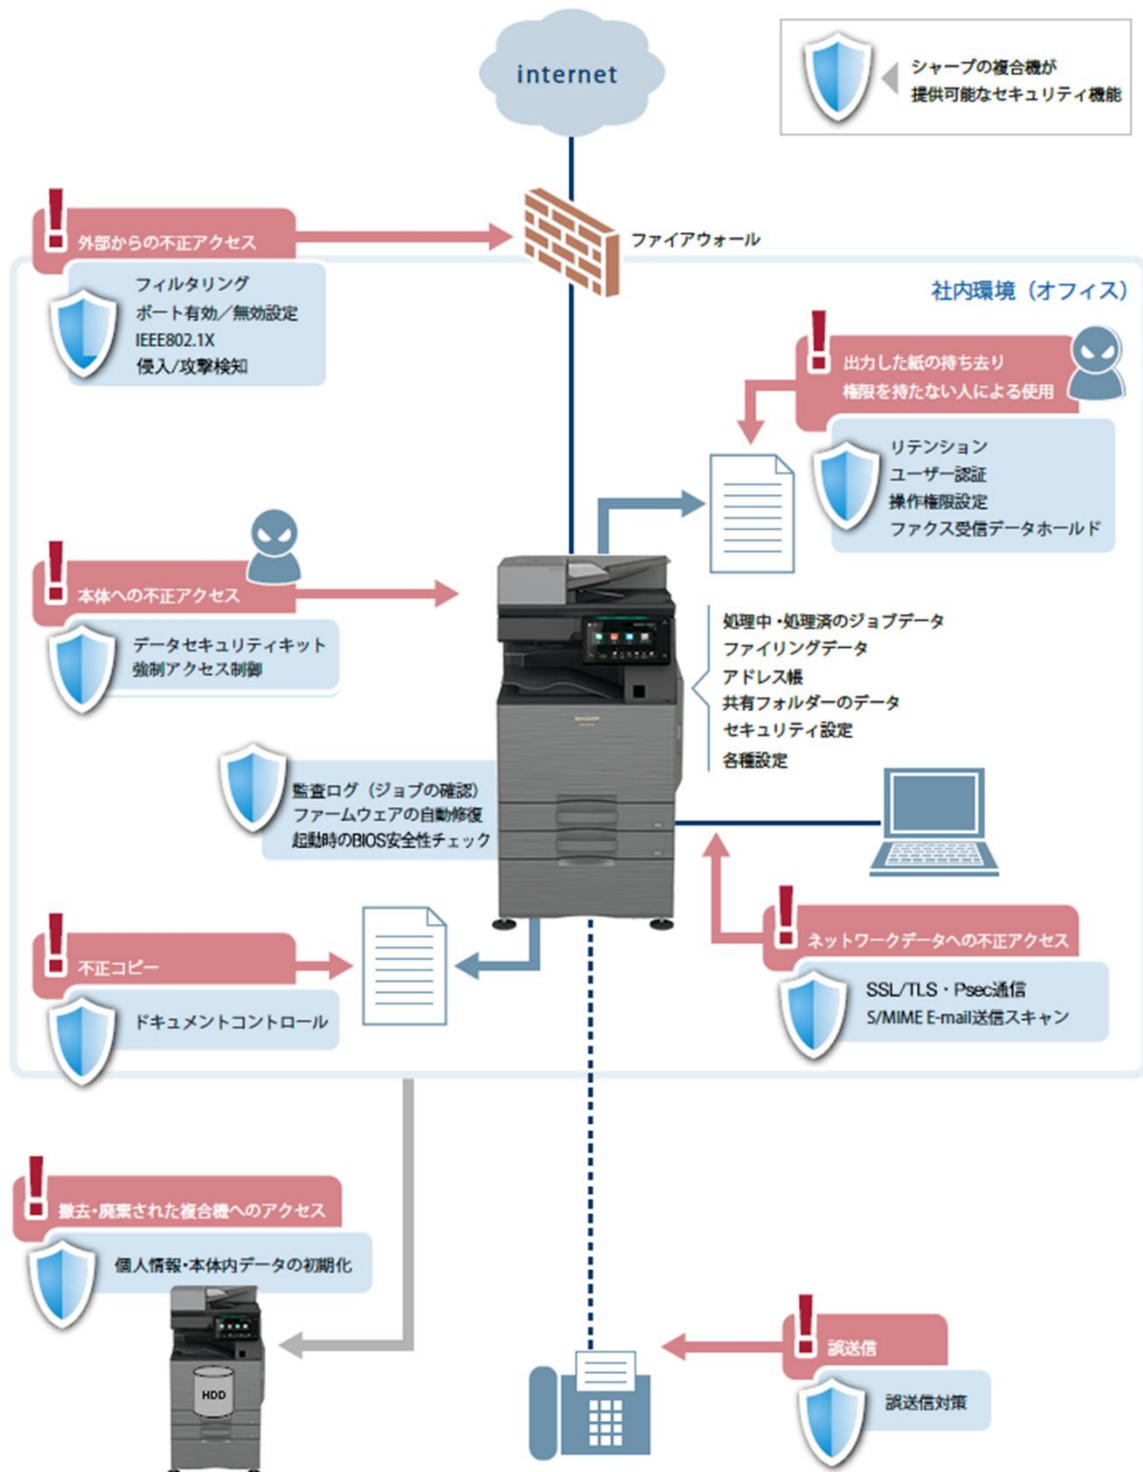 internet
シャープの複合機が
提供可能なセキュリティ機能
外部からの不正アクセス
ファイアウォール
フィルタリング
ポート有効／無効設定
IEEE802.1X
侵入/攻撃検知
社内環境（オフィス）
出力した紙の持ち去り
権限を持たない人による使用
リテンション
ユーザー認証
操作権限設定
ファクス受信データホールド
本体への不正アクセス
データセキュリティキット
強制アクセス制御
処理中・処理済のジョブデータ
ファイリングデータ
アドレス帳
共有フォルダーのデータ
セキュリティ設定
各種設定
SHARP
監査ログ（ジョブの確認）
ファームウェアの自動修復
起動時のBIOS安全性チェック
不正コピー
ドキュメントコントロール
ネットワークデータへの不正アクセス
SSL/TLS・Psec通信
S/MIME E-mail送信スキャン
撤去・廃棄された複合機へのアクセス
個人情報・本体内データの初期化
HDD
誤送信
誤送信対策